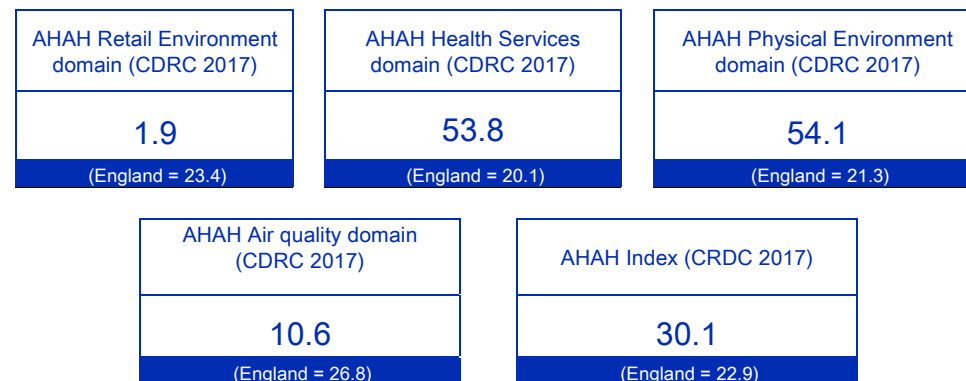 AHAH Retail Environment
domain (CDRC 2017)
1.9
(England = 23.4)
AHAH Health Services
domain (CDRC 2017)
53.8
(England = 20.1)
AHAH Physical Environment
domain (CDRC 2017)
54.1
(England = 21.3)
AHAH Air quality domain
(CDRC 2017)
10.6
(England = 26.8)
AHAH Index (CRDC 2017)
30.1
(England = 22.9)